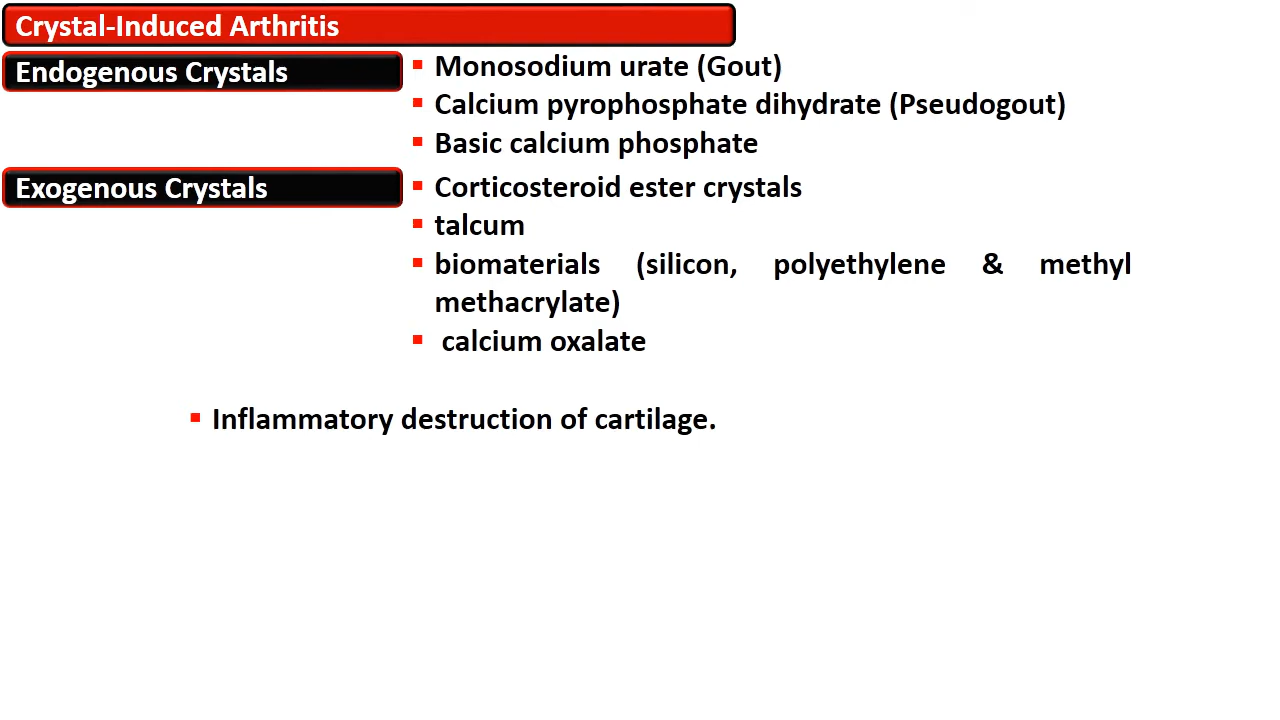 Crystal-Induced Arthritis
Endogenous Crystals
▪ Monosodium urate (Gout)
▪ Calcium pyrophosphate dihydrate (Pseudogout)
▪ Basic calcium phosphate
Exogenous Crystals
▪ Corticosteroid ester crystals
▪ talcum
▪ biomaterials (silicon, polyethylene & methyl
methacrylate)
▪ calcium oxalate
▪ Inflammatory destruction of cartilage.